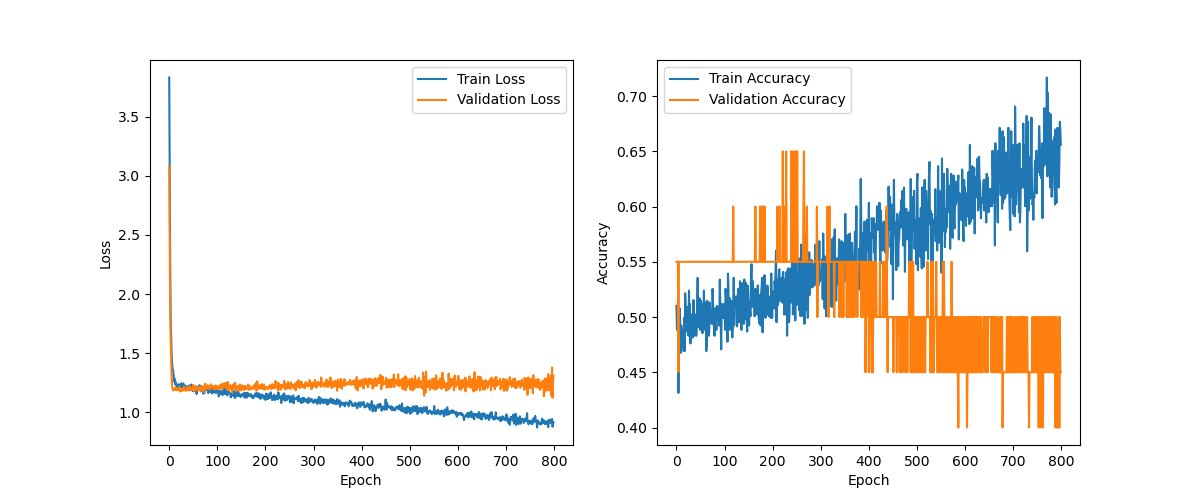 Train Loss
Validation Loss
3.5
3.0
2.5
2.0
1.5
1.0
Loss
0 100 200 300 400 500 600 700 800
Epoch
Train Accuracy
Validation Accuracy
0.70
0.65
0.60
0.55
0.50
0.45
0.40
Accuracy
0 100 200 300 400 500 600 700 800
Epoch